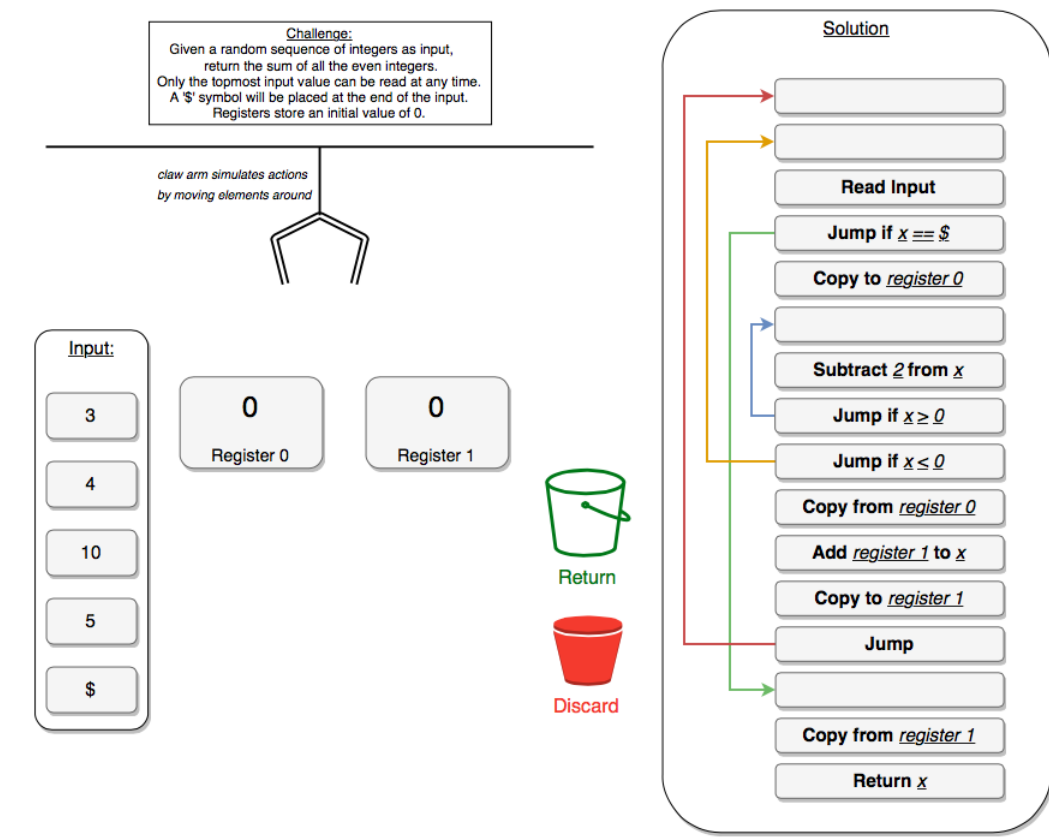 Challenge:
Given a random sequence of integers as input,
return the sum of all the even integers.
Only the topmost input value can be read at any time.
A '$' symbol will be placed at the end of the input.
Registers store an initial value of 0.
claw arm simulates actions
by moving elements around
Input:
3
4
10
5
$
0
Register 0
0
Register 1
Return
Discard
Solution
Read Input
Jump if x == $
Copy to register 0
Subtract 2 from x
Jump if x > 0
Jump if x < 0
Copy from register 0
Add register 1 to x
Copy to register 1
Jump
Copy from register 1
Return x